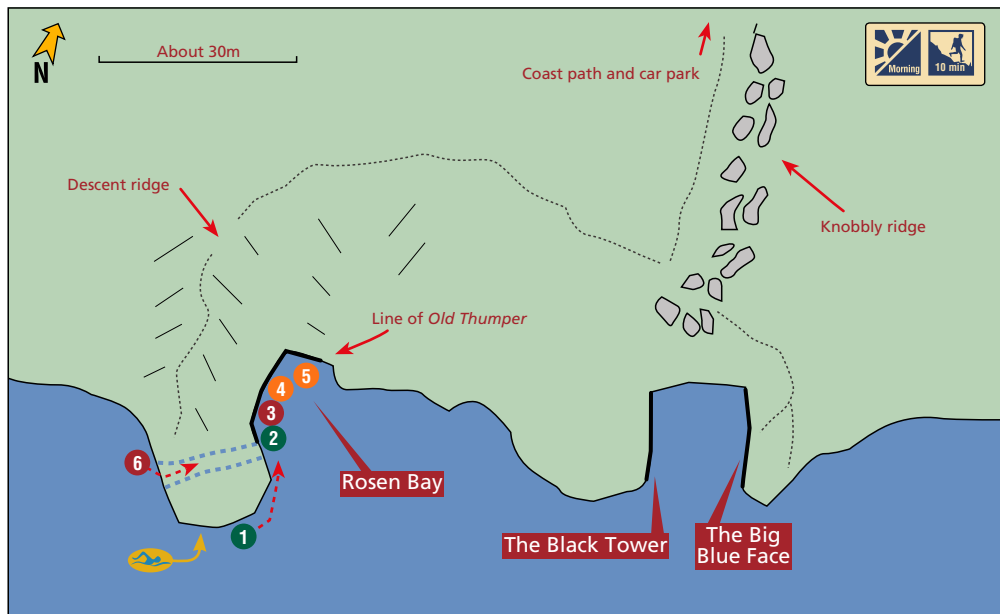 About 30m
N
Coast path and car park
Morning
10 min
Descent ridge
Knobbly ridge
Line of Old Thumper
5
4
3
2
6
1
Rosen Bay
The Black Tower
The Big
Blue Face